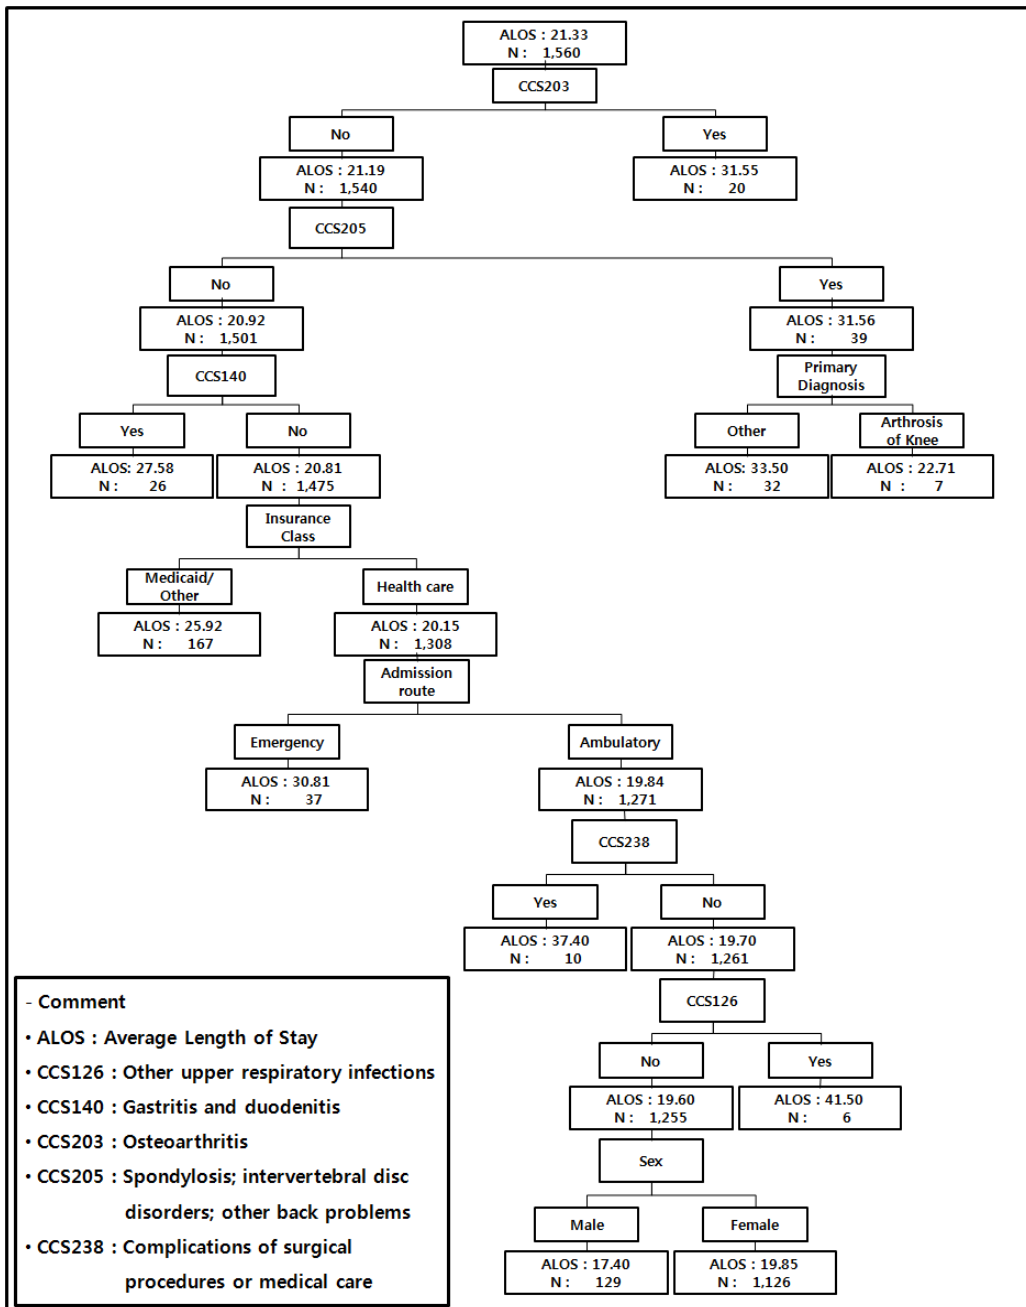 ALOS : 21.33
N : 1,560
CCS203
No
Yes
ALOS : 21.19
N : 1,540
ALOS : 31.55
N : 20
CCS205
No
Yes
ALOS : 20.92
N : 1,501
ALOS : 31.56
N : 39
CCS140
Primary
Diagnosis
Yes
No
Other
Arthrosis
of Knee
ALOS: 27.58
N : 26
ALOS : 20.81
N : 1,475
ALOS: 33.50
N : 32
ALOS : 22.71
N : 7
Insurance
Class
Medicaid/
Other
Health care
ALOS : 25.92
N : 167
ALOS : 20.15
N : 1,308
Admission
route
Emergency
Ambulatory
ALOS : 30.81
N : 37
ALOS : 19.84
N : 1,271
CCS238
Yes
No
ALOS : 37.40
N : 10
ALOS : 19.70
N : 1,261
CCS126
No
Yes
ALOS : 19.60
N : 1,255
ALOS : 41.50
N : 6
Sex
Male
Female
ALOS : 17.40
N : 129
ALOS : 19.85
N : 1,126
- Comment
• ALOS : Average Length of Stay
• CCS126 : Other upper respiratory infections
• CCS140 : Gastritis and duodenitis
• CCS203 : Osteoarthritis
• CCS205 : Spondylosis; intervertebral disc
disorders; other back problems
• CCS238 : Complications of surgical
procedures or medical care